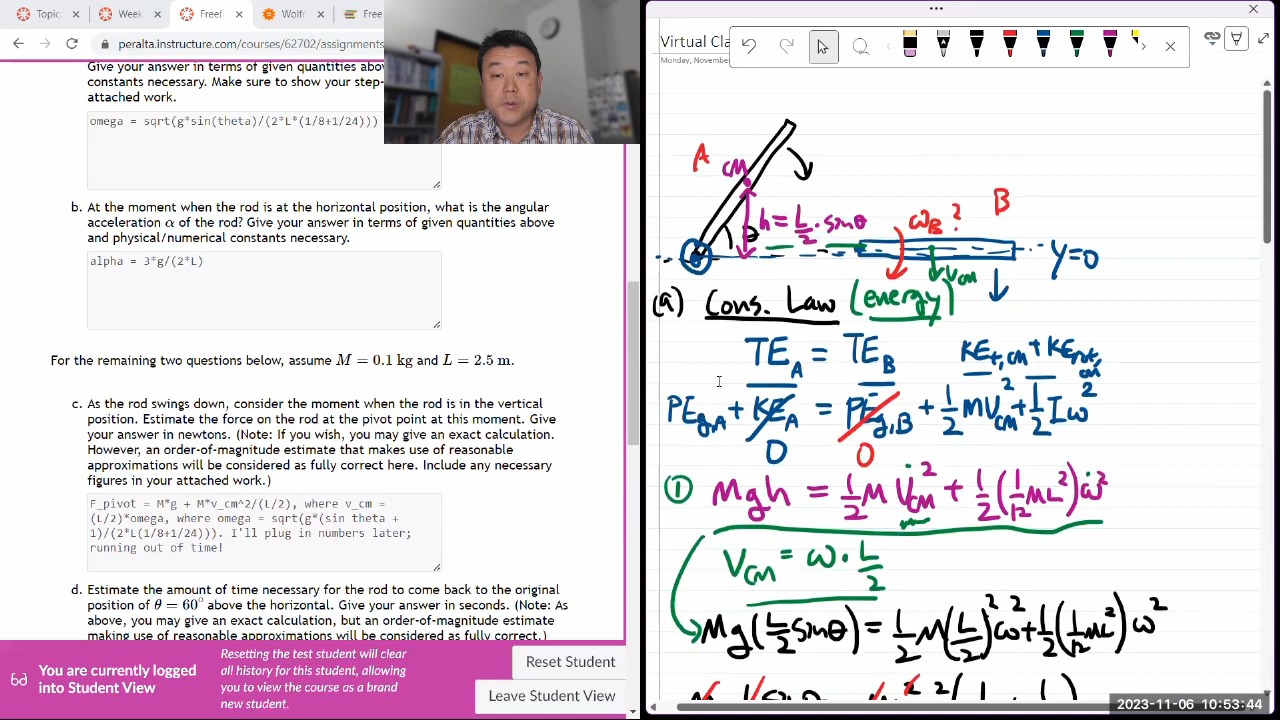 Topic
Week
Freef
Wolfr
Free
peralta.instructure.com/courses/62702/assignments
Give your answer in terms of given quantities above
constants necessary. Make sure to show your step-
attached work.
omega = sqrt(g*sin(theta)/(2*L*(1/8+1/24)))
b. At the moment when the rod is at the horizontal position, what is the angular
acceleration α of the rod? Give your answer in terms of given quantities above
and physical/numerical constants necessary.
alpha = 3g/(2*L)
For the remaining two questions below, assume M = 0.1 kg and L = 2.5 m.
c. As the rod swings down, consider the moment when the rod is in the vertical
position. Estimate the force on the rod at the pivot point at this moment. Give
your answer in newtons. (Note: If you wish, you may give an exact calculation.
However, an order-of-magnitude estimate that makes use of reasonable
approximations will be considered as fully correct here. Include any necessary
figures in your attached work.)
F_pivot = M*g + M*v_cm^2/(L/2), where v_cm =
(L/2)*omega, where omega = sqrt(g*(sin theta +
1)/(2*L(1/8+1/24))). I'll plug in numbers later;
running out of time!
d. Estimate the amount of time necessary for the rod to come back to the original
position of θ = 60° above the horizontal. Give your answer in seconds. (Note: As
above, you may give an exact calculation, but an order-of-magnitude estimate
making use of reasonable approximations will be considered as fully correct.)
You are currently logged
into Student View
Resetting the test student will clear
all history for this student, allowing
you to view the course as a brand
new student.
Reset Student
Leave Student View
Virtual Cla
Monday, November
A
CM
h = L/2 · sinθ
θ
ω_B ?
B
V_CM
y=0
(a) Cons. Law (energy)
TE_A = TE_B
KE_t,cm + KE_rot,cm
PE_g,A + KE_A = PE_g,B + 1/2 MV_cm² + 1/2 Iω²
0
0
① Mgh = 1/2 M V_CM² + 1/2 (1/12 ML²) ω²
V_CM = ω · L/2
Mg(L/2 sinθ) = 1/2 M(L/2)² ω² + 1/2 (1/12 ML²) ω²
2023-11-06 10:53:44